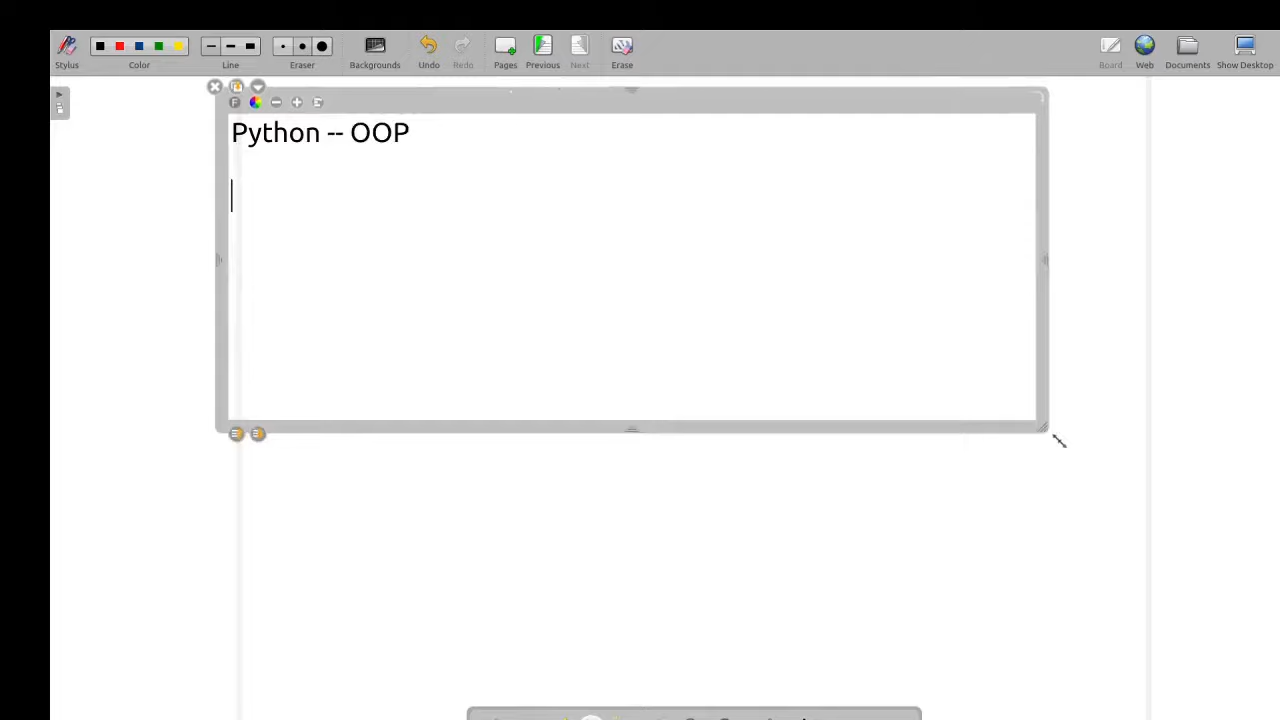 Stylus Color Line Eraser Backgrounds Undo Redo Pages Previous Next Erase Board Web Documents Show Desktop
F
Python -- OOP